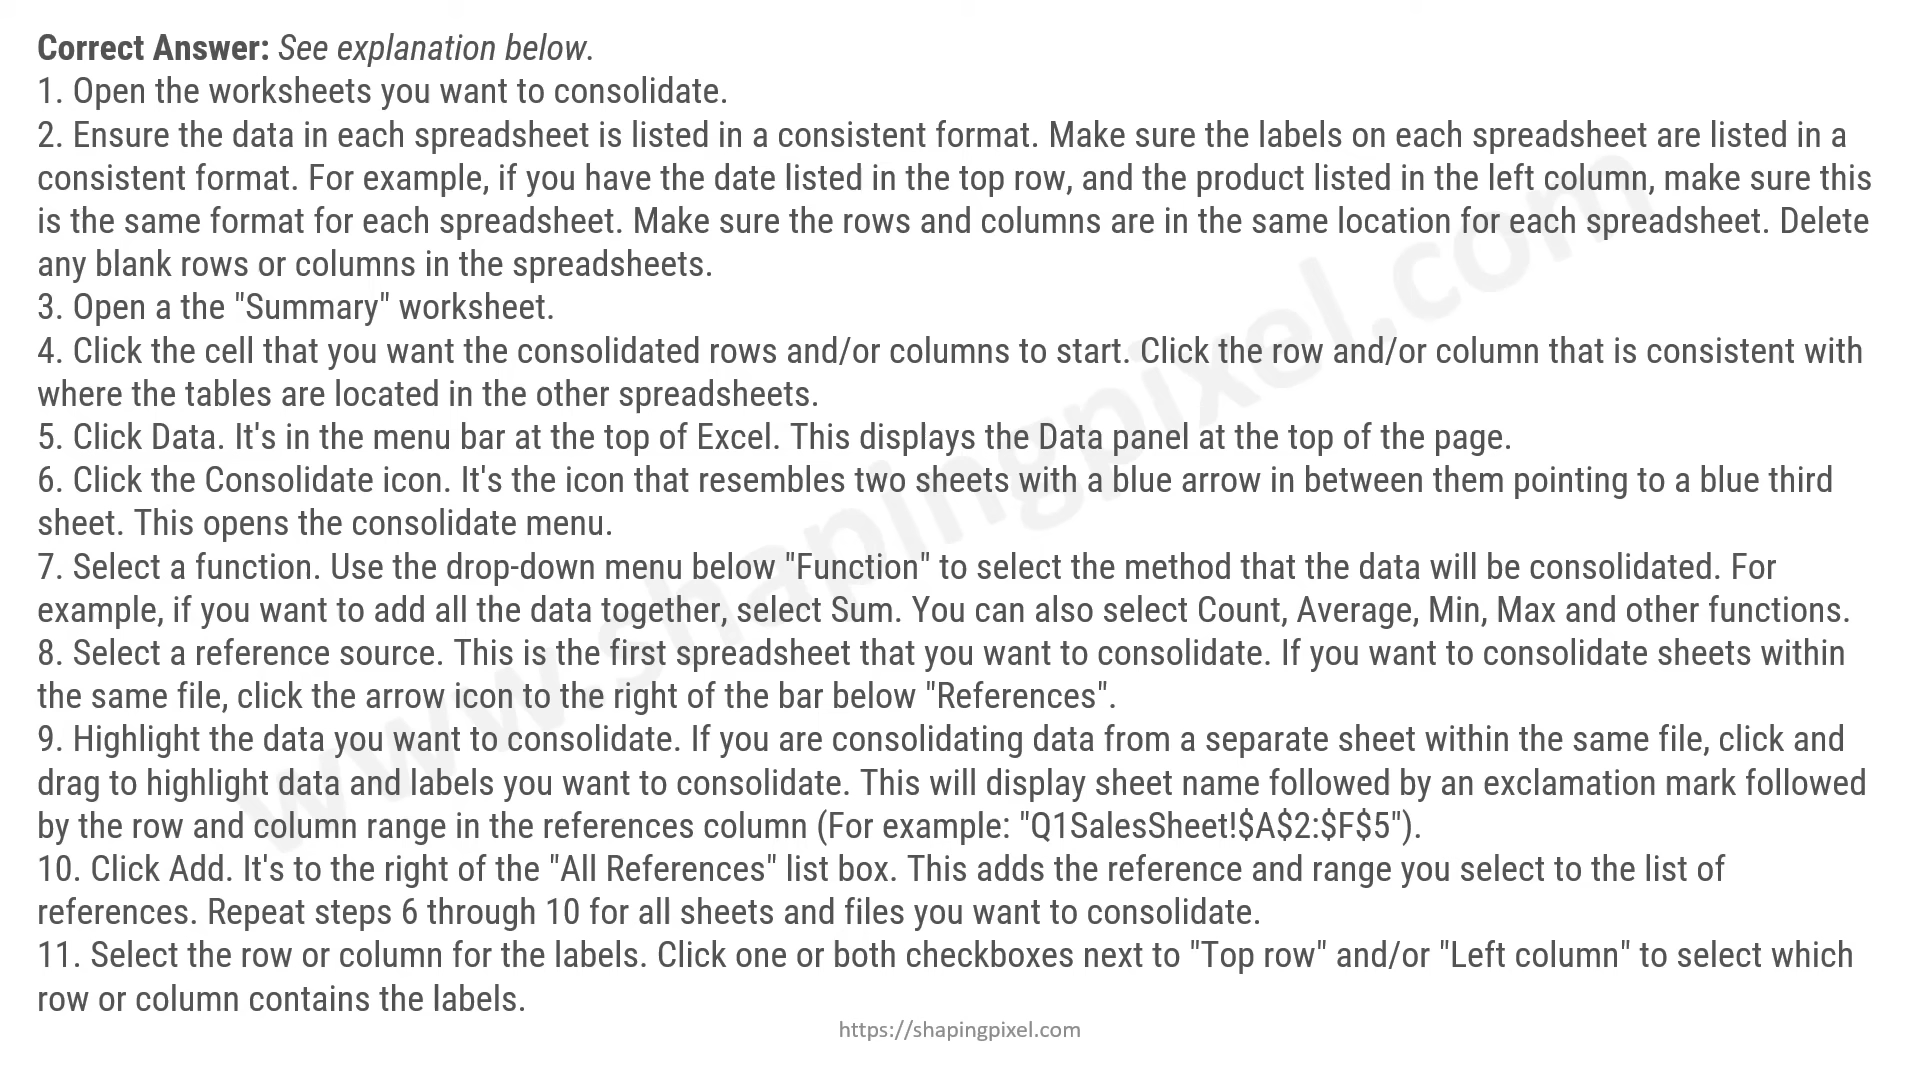 Correct Answer: See explanation below.
1. Open the worksheets you want to consolidate.
2. Ensure the data in each spreadsheet is listed in a consistent format. Make sure the labels on each spreadsheet are listed in a
consistent format. For example, if you have the date listed in the top row, and the product listed in the left column, make sure this
is the same format for each spreadsheet. Make sure the rows and columns are in the same location for each spreadsheet. Delete
any blank rows or columns in the spreadsheets.
3. Open a the "Summary" worksheet.
4. Click the cell that you want the consolidated rows and/or columns to start. Click the row and/or column that is consistent with
where the tables are located in the other spreadsheets.
5. Click Data. It's in the menu bar at the top of Excel. This displays the Data panel at the top of the page.
6. Click the Consolidate icon. It's the icon that resembles two sheets with a blue arrow in between them pointing to a blue third
sheet. This opens the consolidate menu.
7. Select a function. Use the drop-down menu below "Function" to select the method that the data will be consolidated. For
example, if you want to add all the data together, select Sum. You can also select Count, Average, Min, Max and other functions.
8. Select a reference source. This is the first spreadsheet that you want to consolidate. If you want to consolidate sheets within
the same file, click the arrow icon to the right of the bar below "References".
9. Highlight the data you want to consolidate. If you are consolidating data from a separate sheet within the same file, click and
drag to highlight data and labels you want to consolidate. This will display sheet name followed by an exclamation mark followed
by the row and column range in the references column (For example: "Q1SalesSheet!$A$2:$F$5").
10. Click Add. It's to the right of the "All References" list box. This adds the reference and range you select to the list of
references. Repeat steps 6 through 10 for all sheets and files you want to consolidate.
11. Select the row or column for the labels. Click one or both checkboxes next to "Top row" and/or "Left column" to select which
row or column contains the labels.
https://shapingpixel.com
www.shapingpixel.com